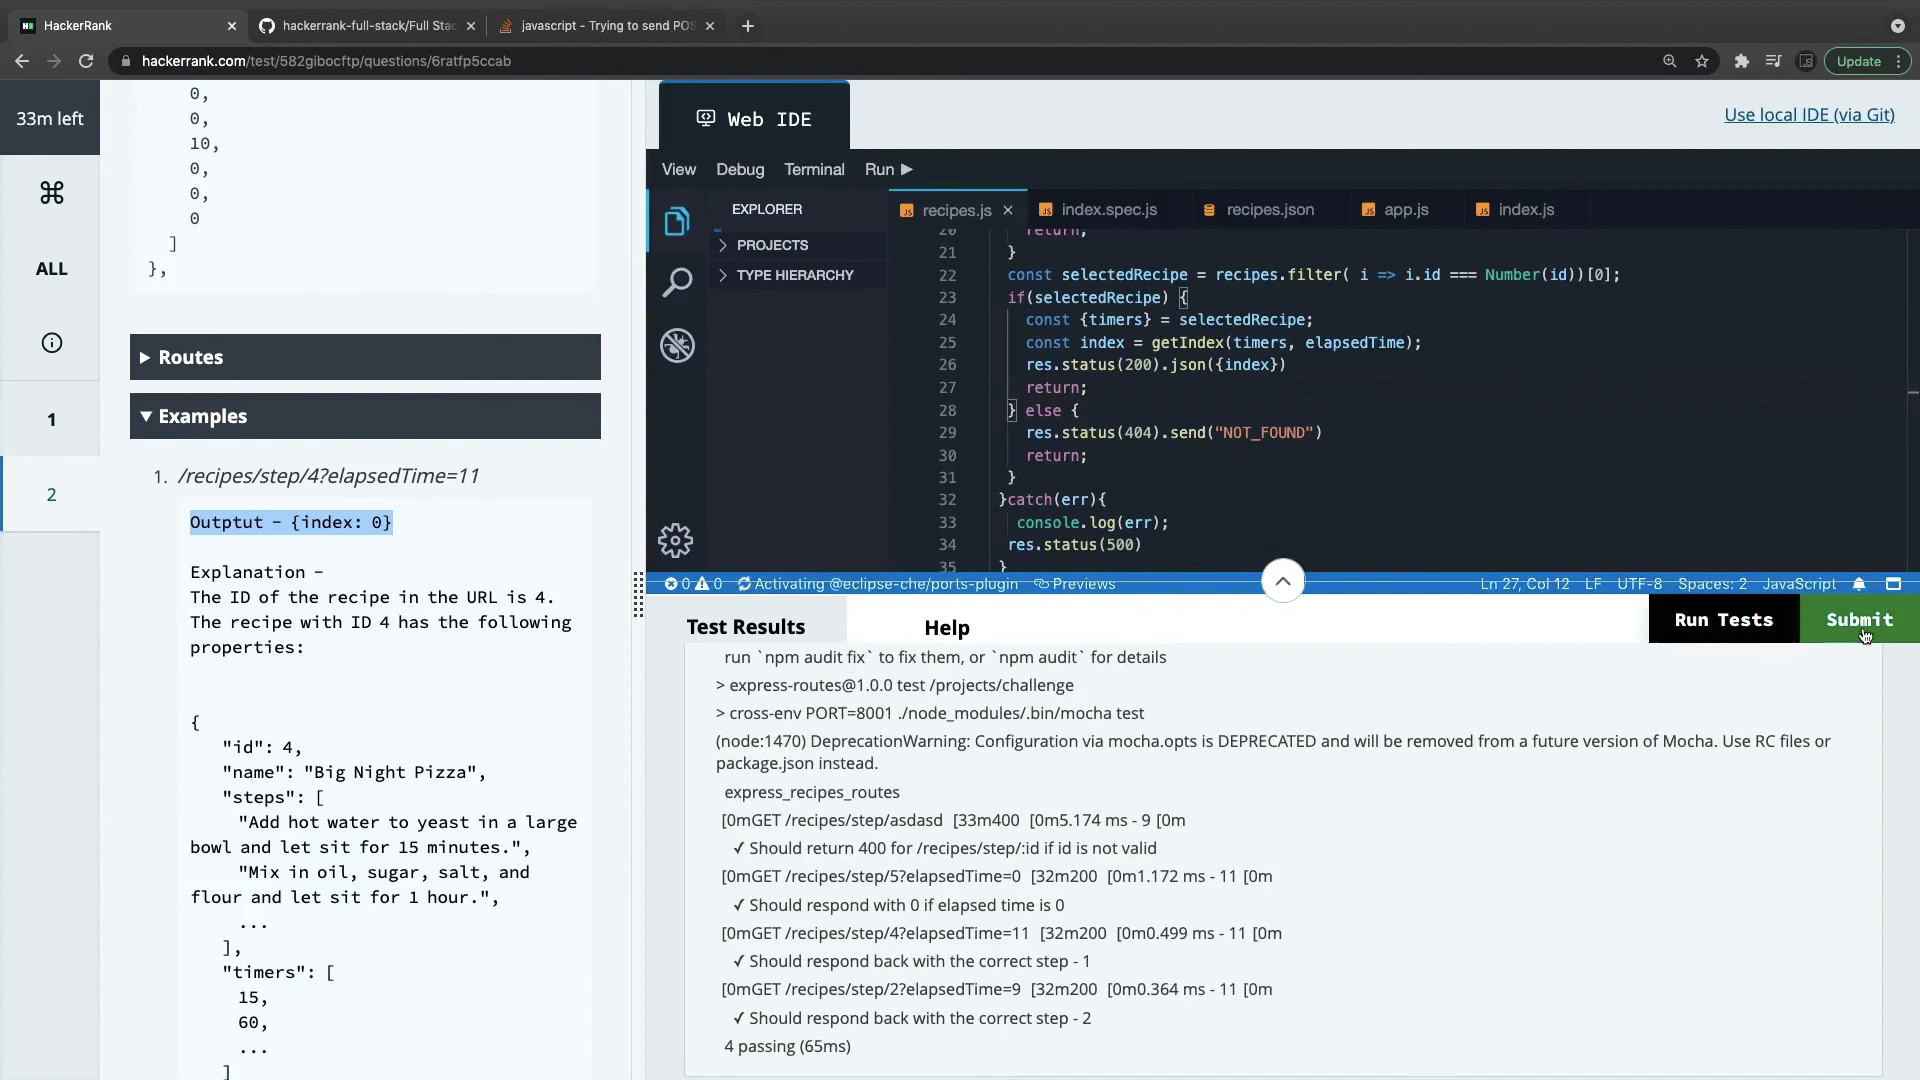 HackerRank
hackerrank-full-stack/Full Stac
javascript - Trying to send POS
hackerrank.com/test/582gibocftp/questions/6ratfp5ccab
Update
33m left
ALL
1
2
0,
0,
10,
0,
0,
0
]
},
Routes
Examples
1. /recipes/step/4?elapsedTime=11
Outptut - {index: 0}
Explanation -
The ID of the recipe in the URL is 4.
The recipe with ID 4 has the following
properties:
{
"id": 4,
"name": "Big Night Pizza",
"steps": [
"Add hot water to yeast in a large
bowl and let sit for 15 minutes.",
"Mix in oil, sugar, salt, and
flour and let sit for 1 hour.",
...
],
"timers": [
15,
60,
...
]
Web IDE
Use local IDE (via Git)
View Debug Terminal Run
EXPLORER
PROJECTS
TYPE HIERARCHY
recipes.js index.spec.js recipes.json app.js index.js
20 return;
21 }
22 const selectedRecipe = recipes.filter( i => i.id === Number(id))[0];
23 if(selectedRecipe) {
24 const {timers} = selectedRecipe;
25 const index = getIndex(timers, elapsedTime);
26 res.status(200).json({index})
27 return;
28 } else {
29 res.status(404).send("NOT_FOUND")
30 return;
31 }
32 }catch(err){
33 console.log(err);
34 res.status(500)
35 }
0 0 Activating @eclipse-che/ports-plugin Previews Ln 27, Col 12 LF UTF-8 Spaces: 2 JavaScript
Test Results Help Run Tests Submit
run `npm audit fix` to fix them, or `npm audit` for details
> express-routes@1.0.0 test /projects/challenge
> cross-env PORT=8001 ./node_modules/.bin/mocha test
(node:1470) DeprecationWarning: Configuration via mocha.opts is DEPRECATED and will be removed from a future version of Mocha. Use RC files or
package.json instead.
express_recipes_routes
[0mGET /recipes/step/asdasd [33m400 [0m5.174 ms - 9 [0m
✓ Should return 400 for /recipes/step/:id if id is not valid
[0mGET /recipes/step/5?elapsedTime=0 [32m200 [0m1.172 ms - 11 [0m
✓ Should respond with 0 if elapsed time is 0
[0mGET /recipes/step/4?elapsedTime=11 [32m200 [0m0.499 ms - 11 [0m
✓ Should respond back with the correct step - 1
[0mGET /recipes/step/2?elapsedTime=9 [32m200 [0m0.364 ms - 11 [0m
✓ Should respond back with the correct step - 2
4 passing (65ms)